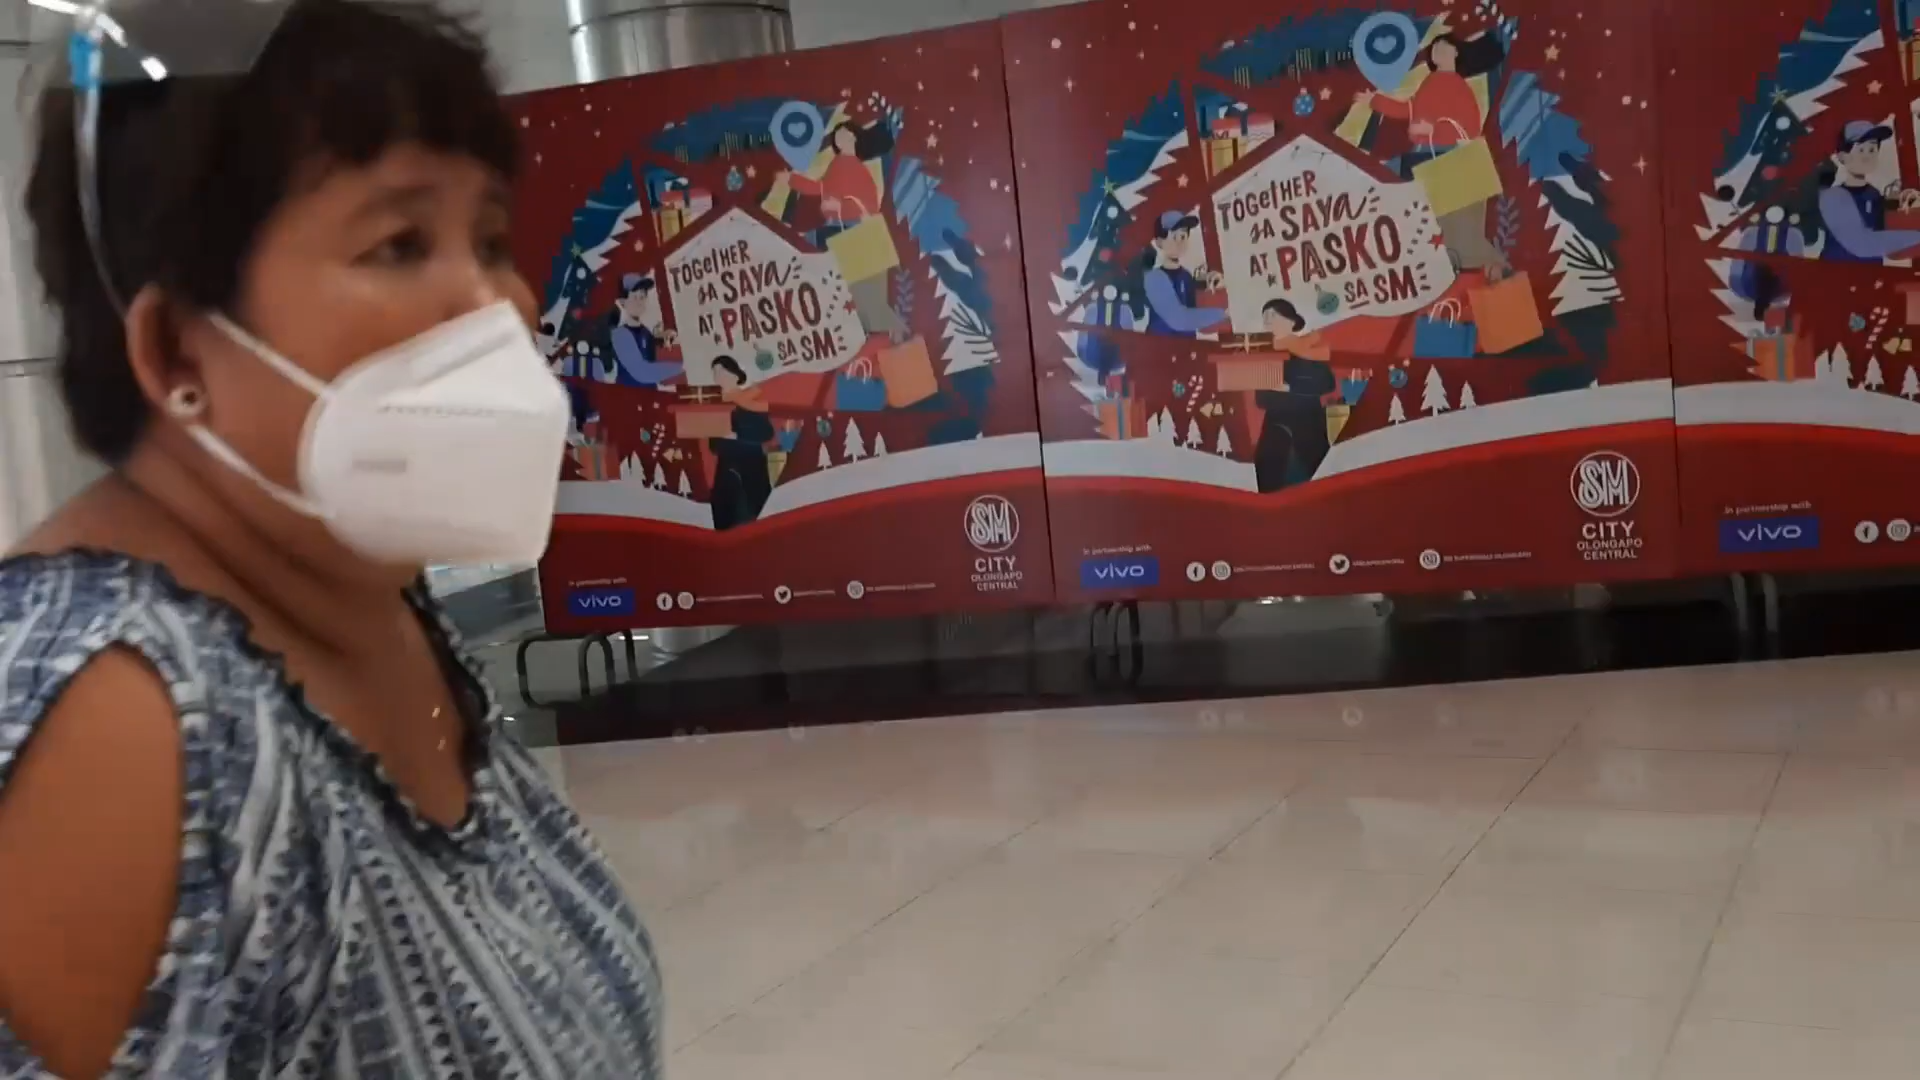 TOGETHER
SA SAYA
AT PASKO
SA SM
In partnership with
vivo
SM
CITY
OLONGAPO
CENTRAL
TOGETHER
SA SAYA
AT PASKO
SA SM
In partnership with
vivo
SM
CITY
OLONGAPO
CENTRAL
In partnership with
vivo